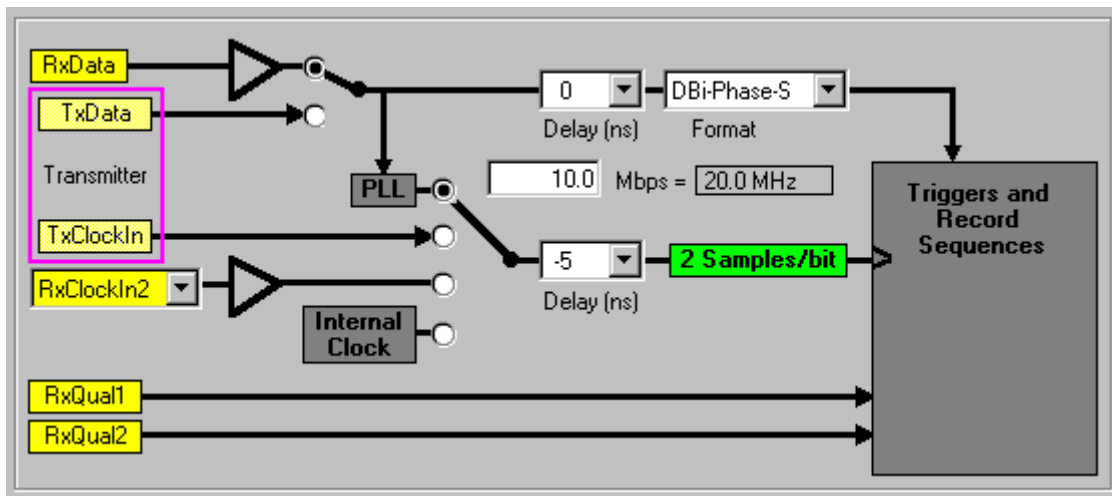 RxData
TxData
Transmitter
TxClockIn
RxClockIn2
RxQual1
RxQual2
PLL
Internal
Clock
0
Delay (ns)
DBi-Phase-S
Format
10.0 Mbps = 20.0 MHz
-5
Delay (ns)
2 Samples/bit
Triggers and
Record
Sequences